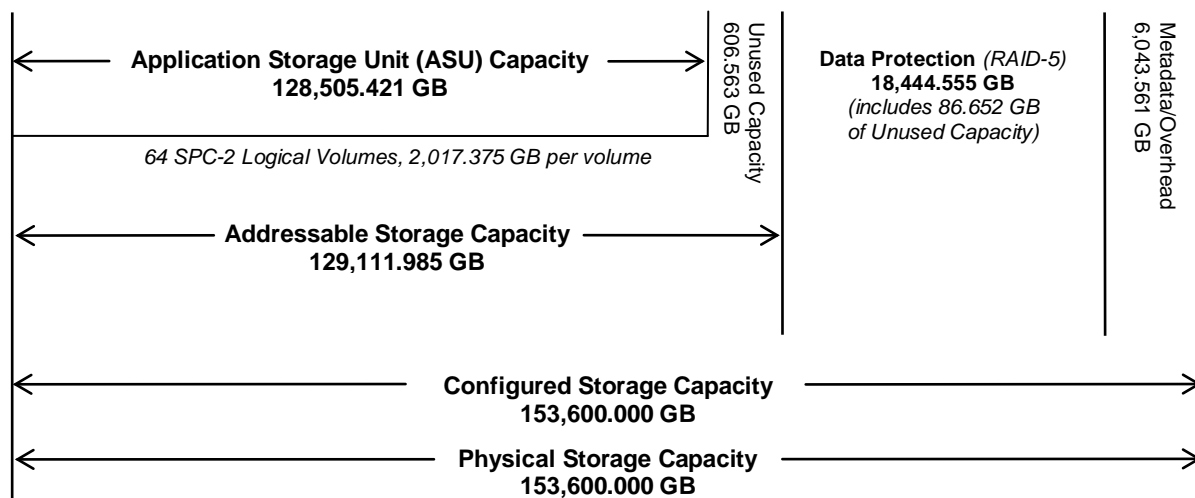 Application Storage Unit (ASU) Capacity
128,505.421 GB
64 SPC-2 Logical Volumes, 2,017.375 GB per volume
Unused Capacity
606.563 GB
Data Protection (RAID-5)
18,444.555 GB
(includes 86.652 GB
of Unused Capacity)
Metadata/Overhead
6,043.561 GB
Addressable Storage Capacity
129,111.985 GB
Configured Storage Capacity
153,600.000 GB
Physical Storage Capacity
153,600.000 GB